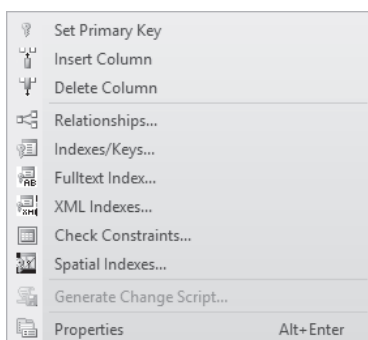 Set Primary Key
Insert Column
Delete Column
Relationships...
Indexes/Keys...
AB
Fulltext Index...
XML Indexes...
Check Constraints...
Spatial Indexes...
Generate Change Script...
Properties Alt+Enter